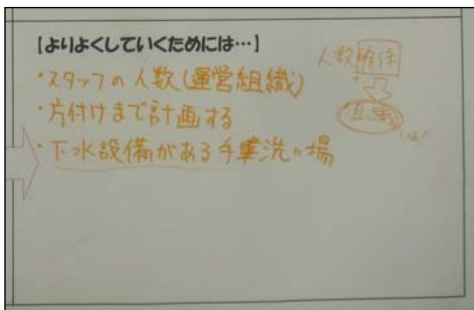 【よりよくしていくためには…】
・スタッフの人数(運営組織)
・片付けまで計画する
・下水設備がある手洗い場
人数確保